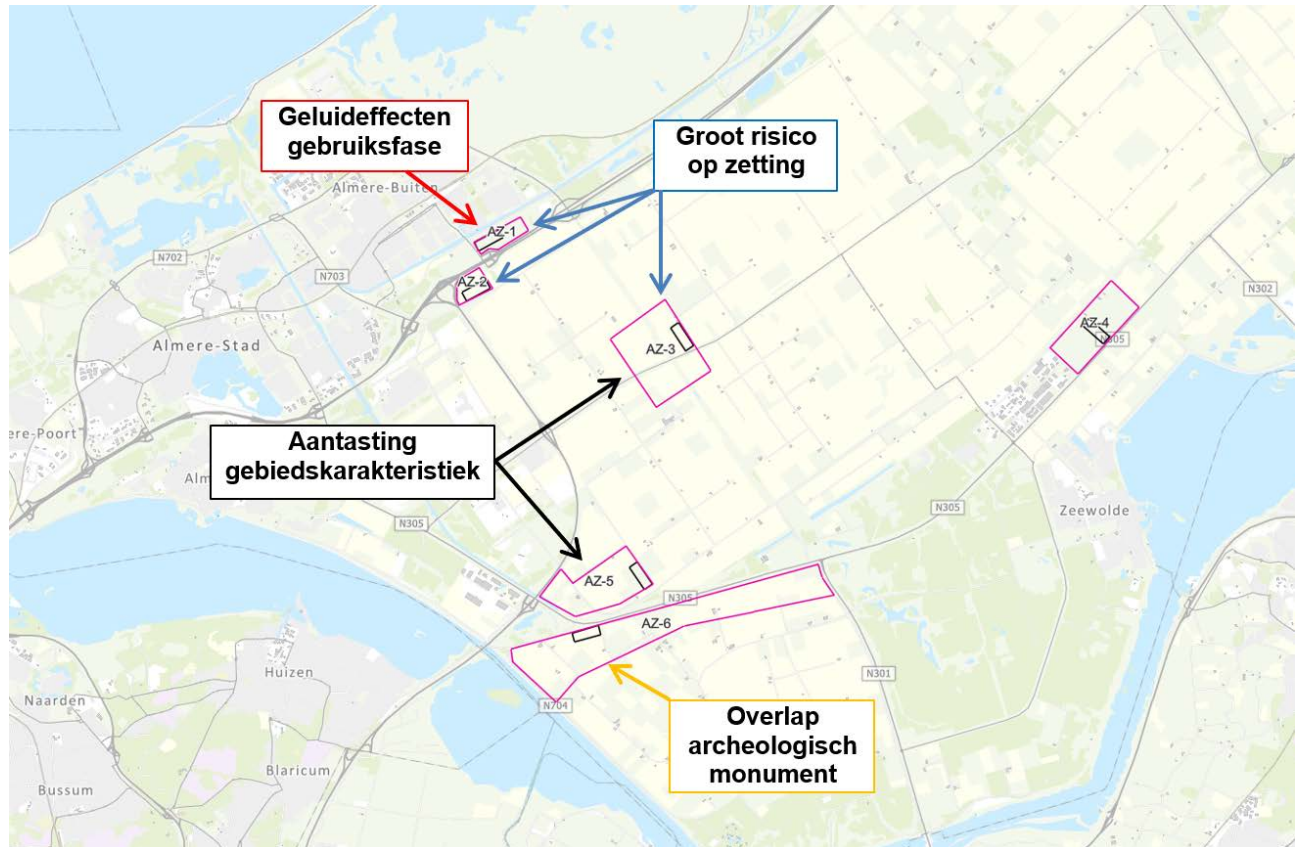 Geluideffecten
gebruiksfase
Groot risico
op zetting
Almere-Buiten
AZ-1
N702
N703
AZ-2
N302
AZ-4
N305
Almere-Stad
AZ-3
ere-Poort
Aantasting
gebiedskarakteristiek
Alm
N305
N305
Zeewolde
AZ-5
N305
AZ-6
Huizen
N301
Naarden
N704
Overlap
archeologisch
monument
Blaricum
Bussum